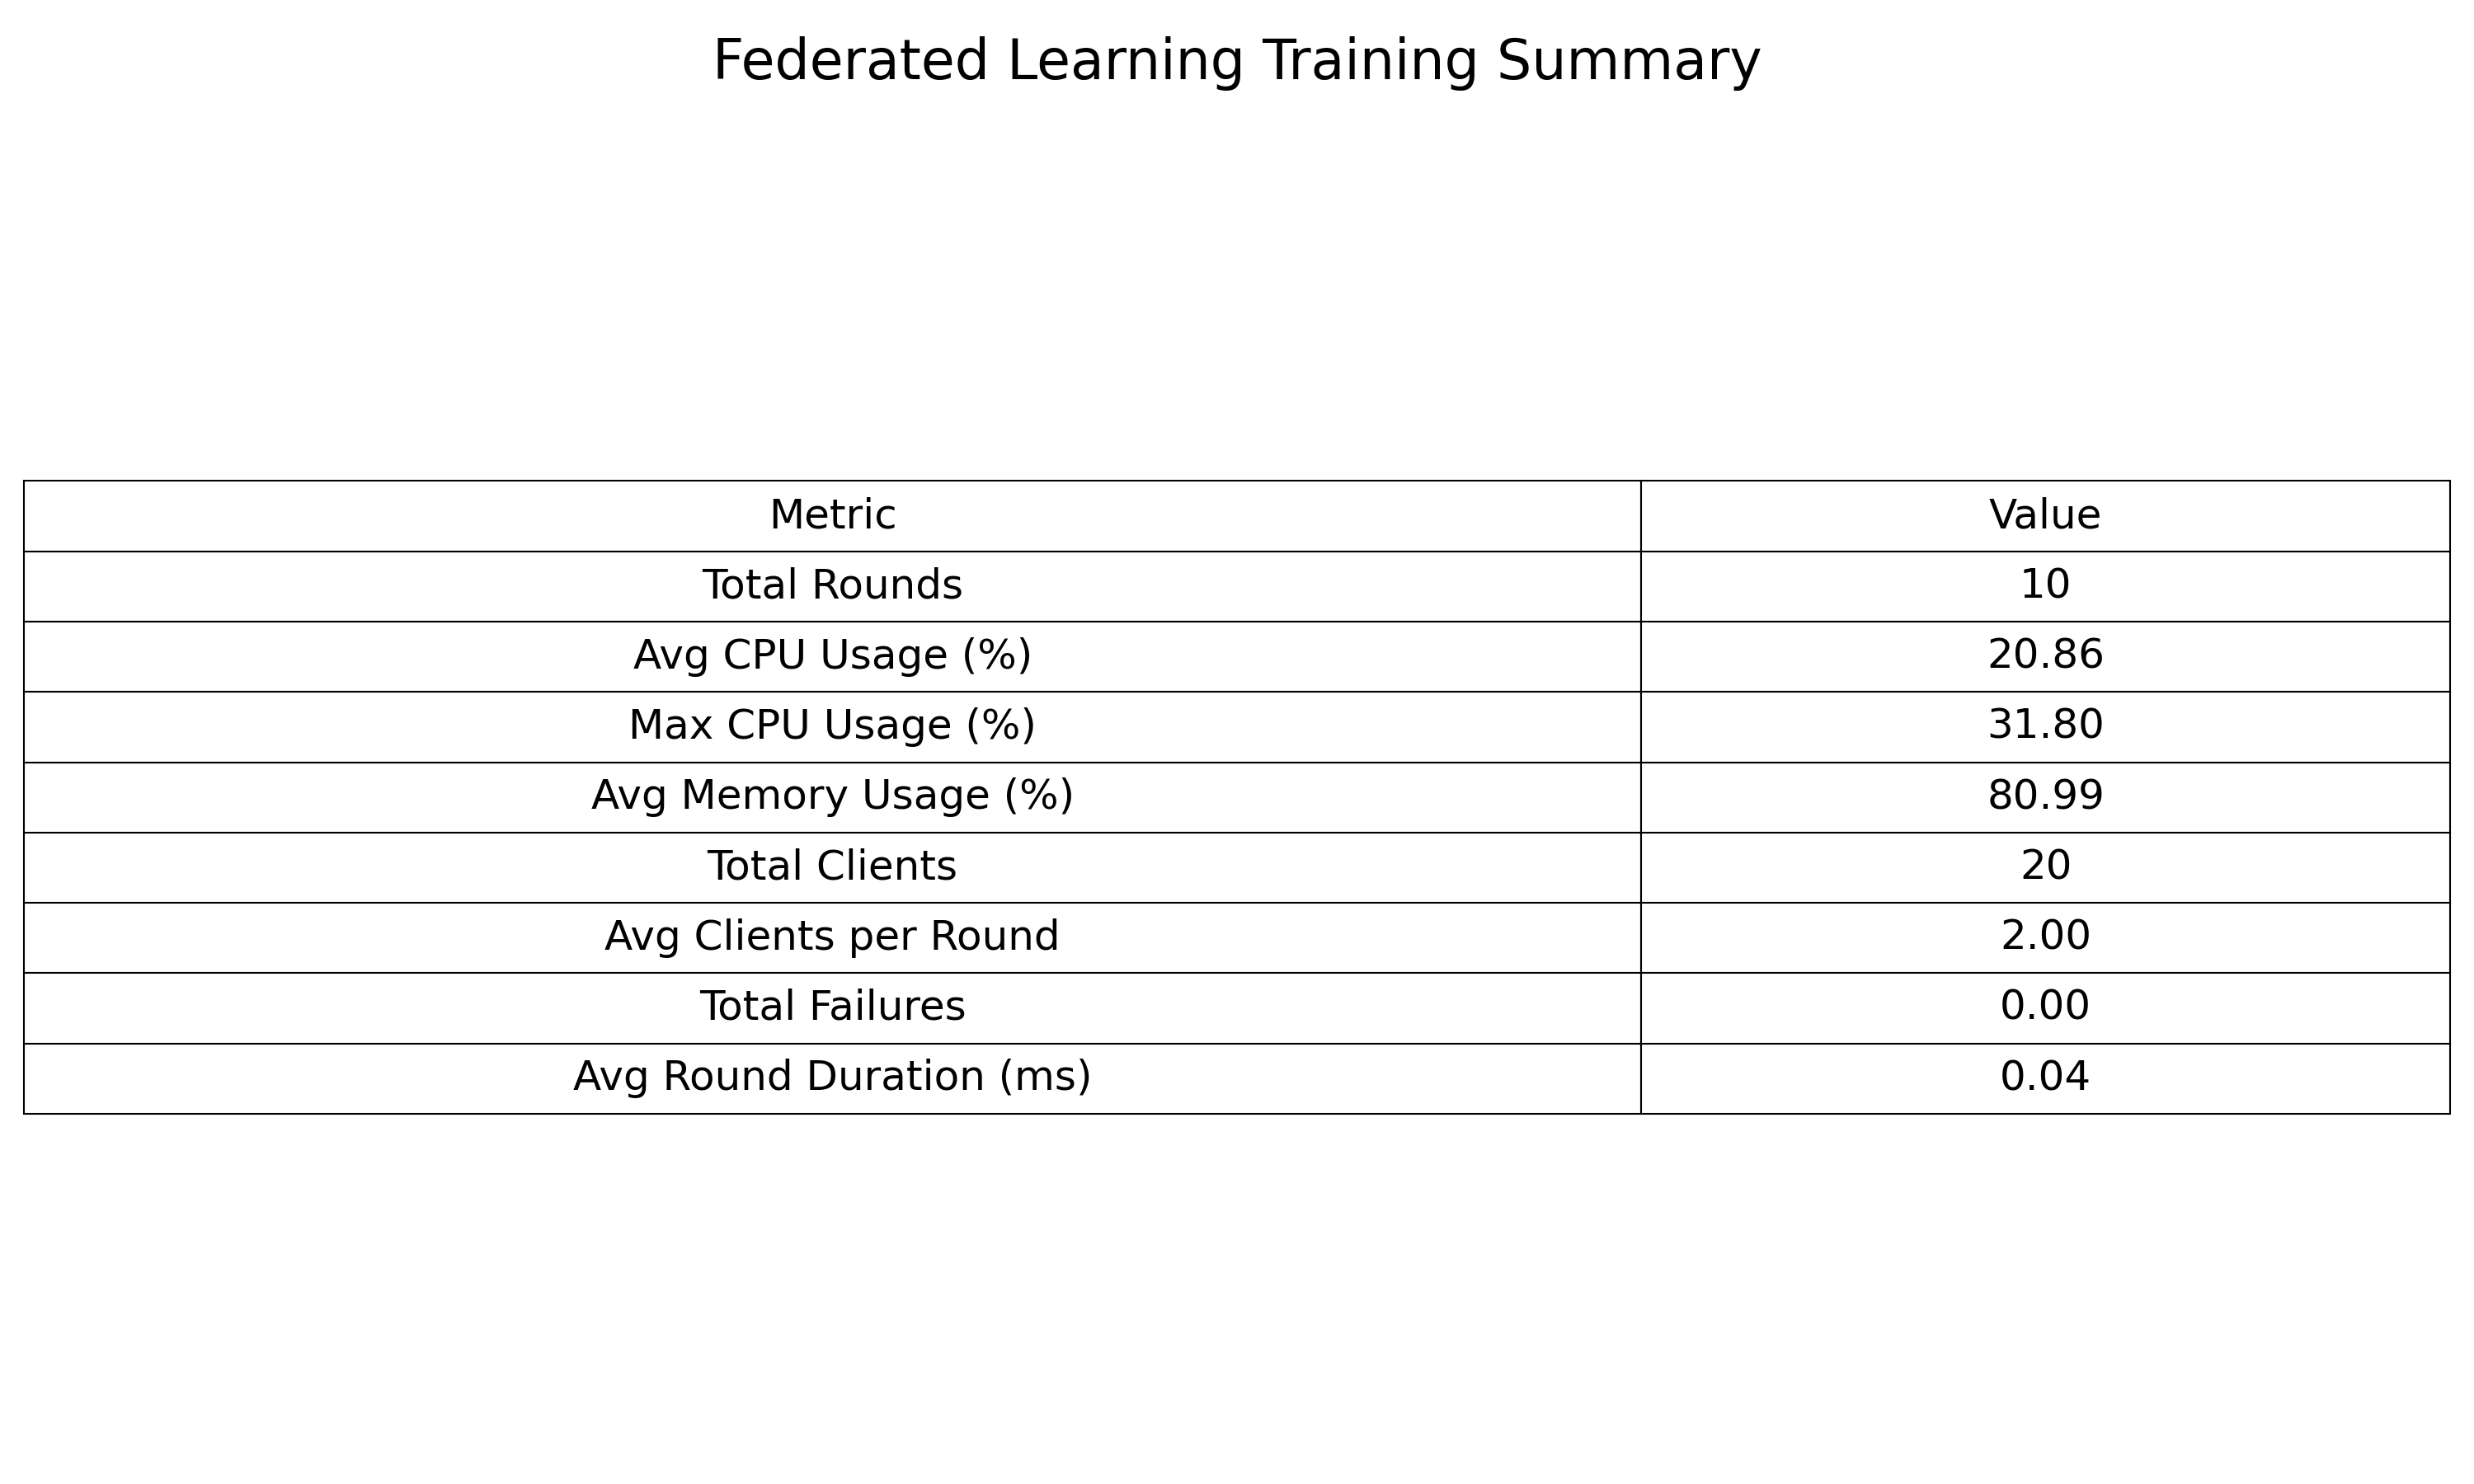 Federated Learning Training Summary
Metric Value
Total Rounds 10
Avg CPU Usage (%) 20.86
Max CPU Usage (%) 31.80
Avg Memory Usage (%) 80.99
Total Clients 20
Avg Clients per Round 2.00
Total Failures 0.00
Avg Round Duration (ms) 0.04